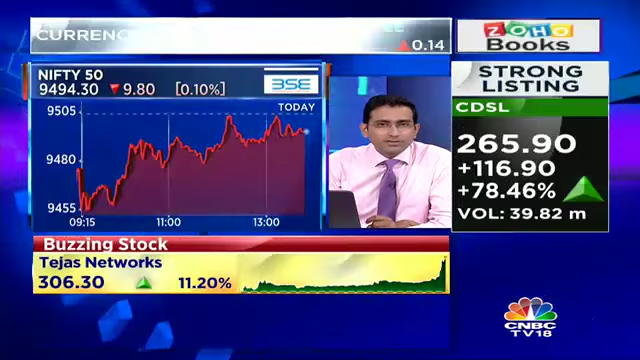 CURRENC
▲0.14
ZOHO
Books
NIFTY 50
9494.30 ▼9.80 [0.10%]
BSE
TODAY
9505
9480
9455
09:15 11:00 13:00
STRONG
LISTING
CDSL
265.90
+116.90
+78.46%
VOL: 39.82 m
Buzzing Stock
Tejas Networks
306.30 11.20%
CNBC
TV18